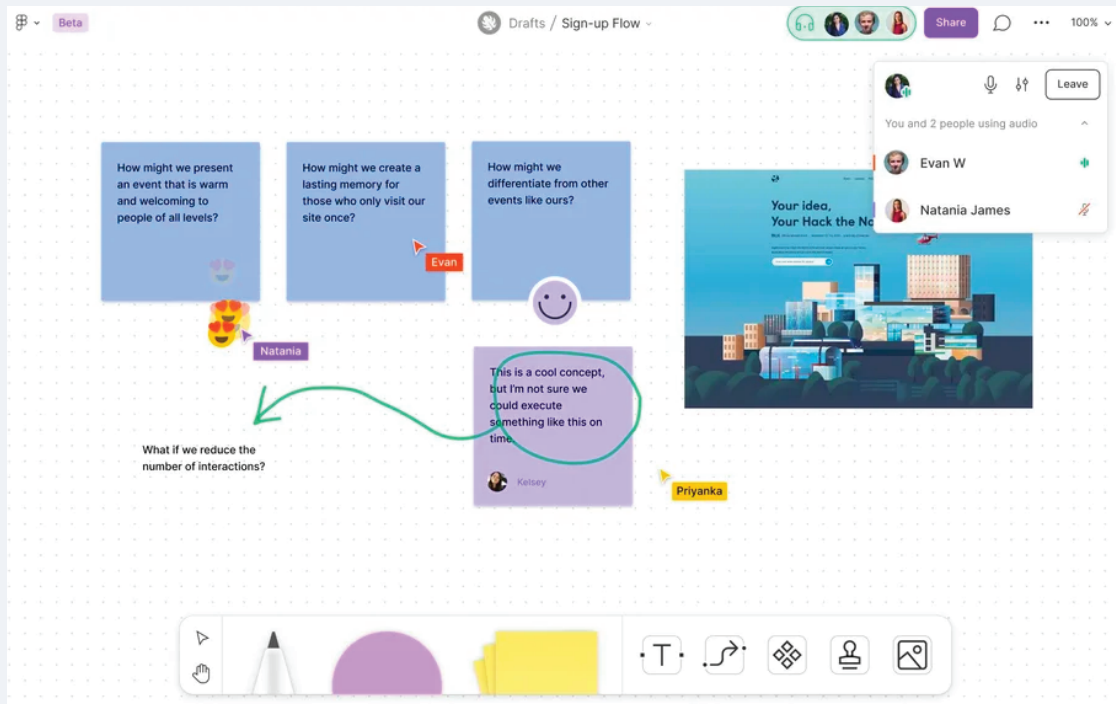 Beta
Drafts / Sign-up Flow
Share
100%
Leave
You and 2 people using audio
Evan W
Natania James
How might we present
an event that is warm
and welcoming to
people of all levels?
How might we create a
lasting memory for
those who only visit our
site once?
How might we
differentiate from other
events like ours?
Evan
Natania
Your idea,
Your Hack the No
This is a cool concept,
but I'm not sure we
could execute
something like this on
time.
Kelsey
What if we reduce the
number of interactions?
Priyanka
T